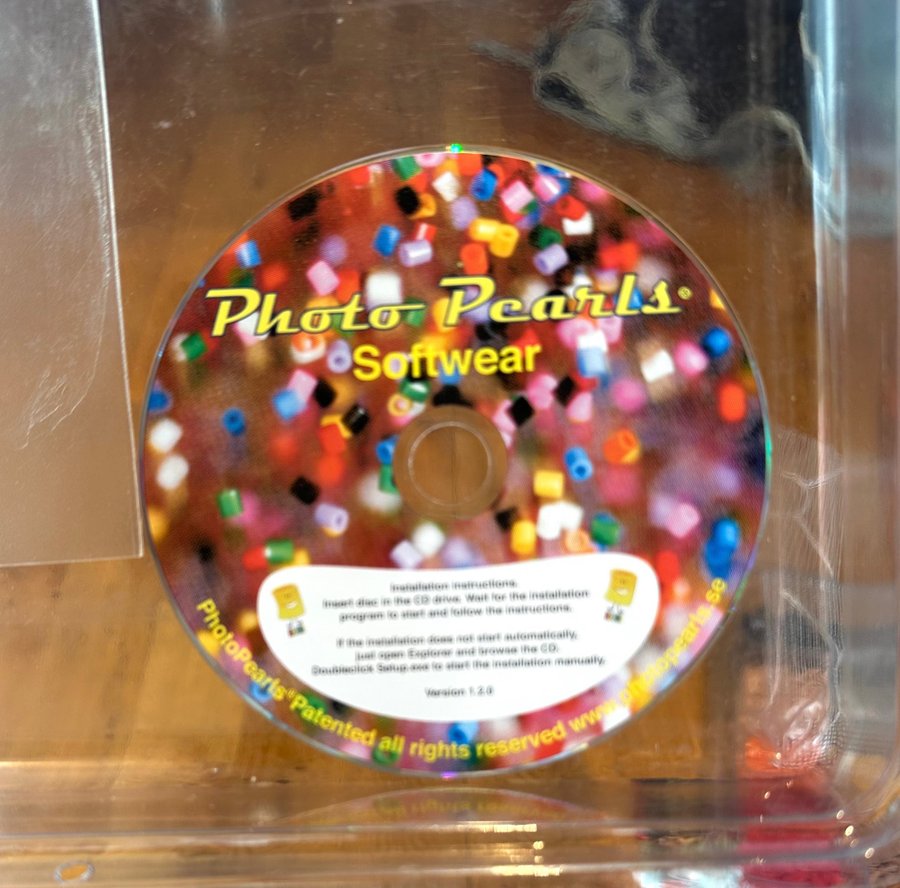 Photo Pearls®
Softwear
Installation instructions.
Insert disc in the CD drive. Wait for the installation
program to start and follow the instructions.
If the installation does not start automatically,
just open Explorer and browse the CD.
Doubleclick Setup.exe to start the installation manually.
Version 1.2.0
PhotoPearls®Patented all rights reserved www.photopearls.se